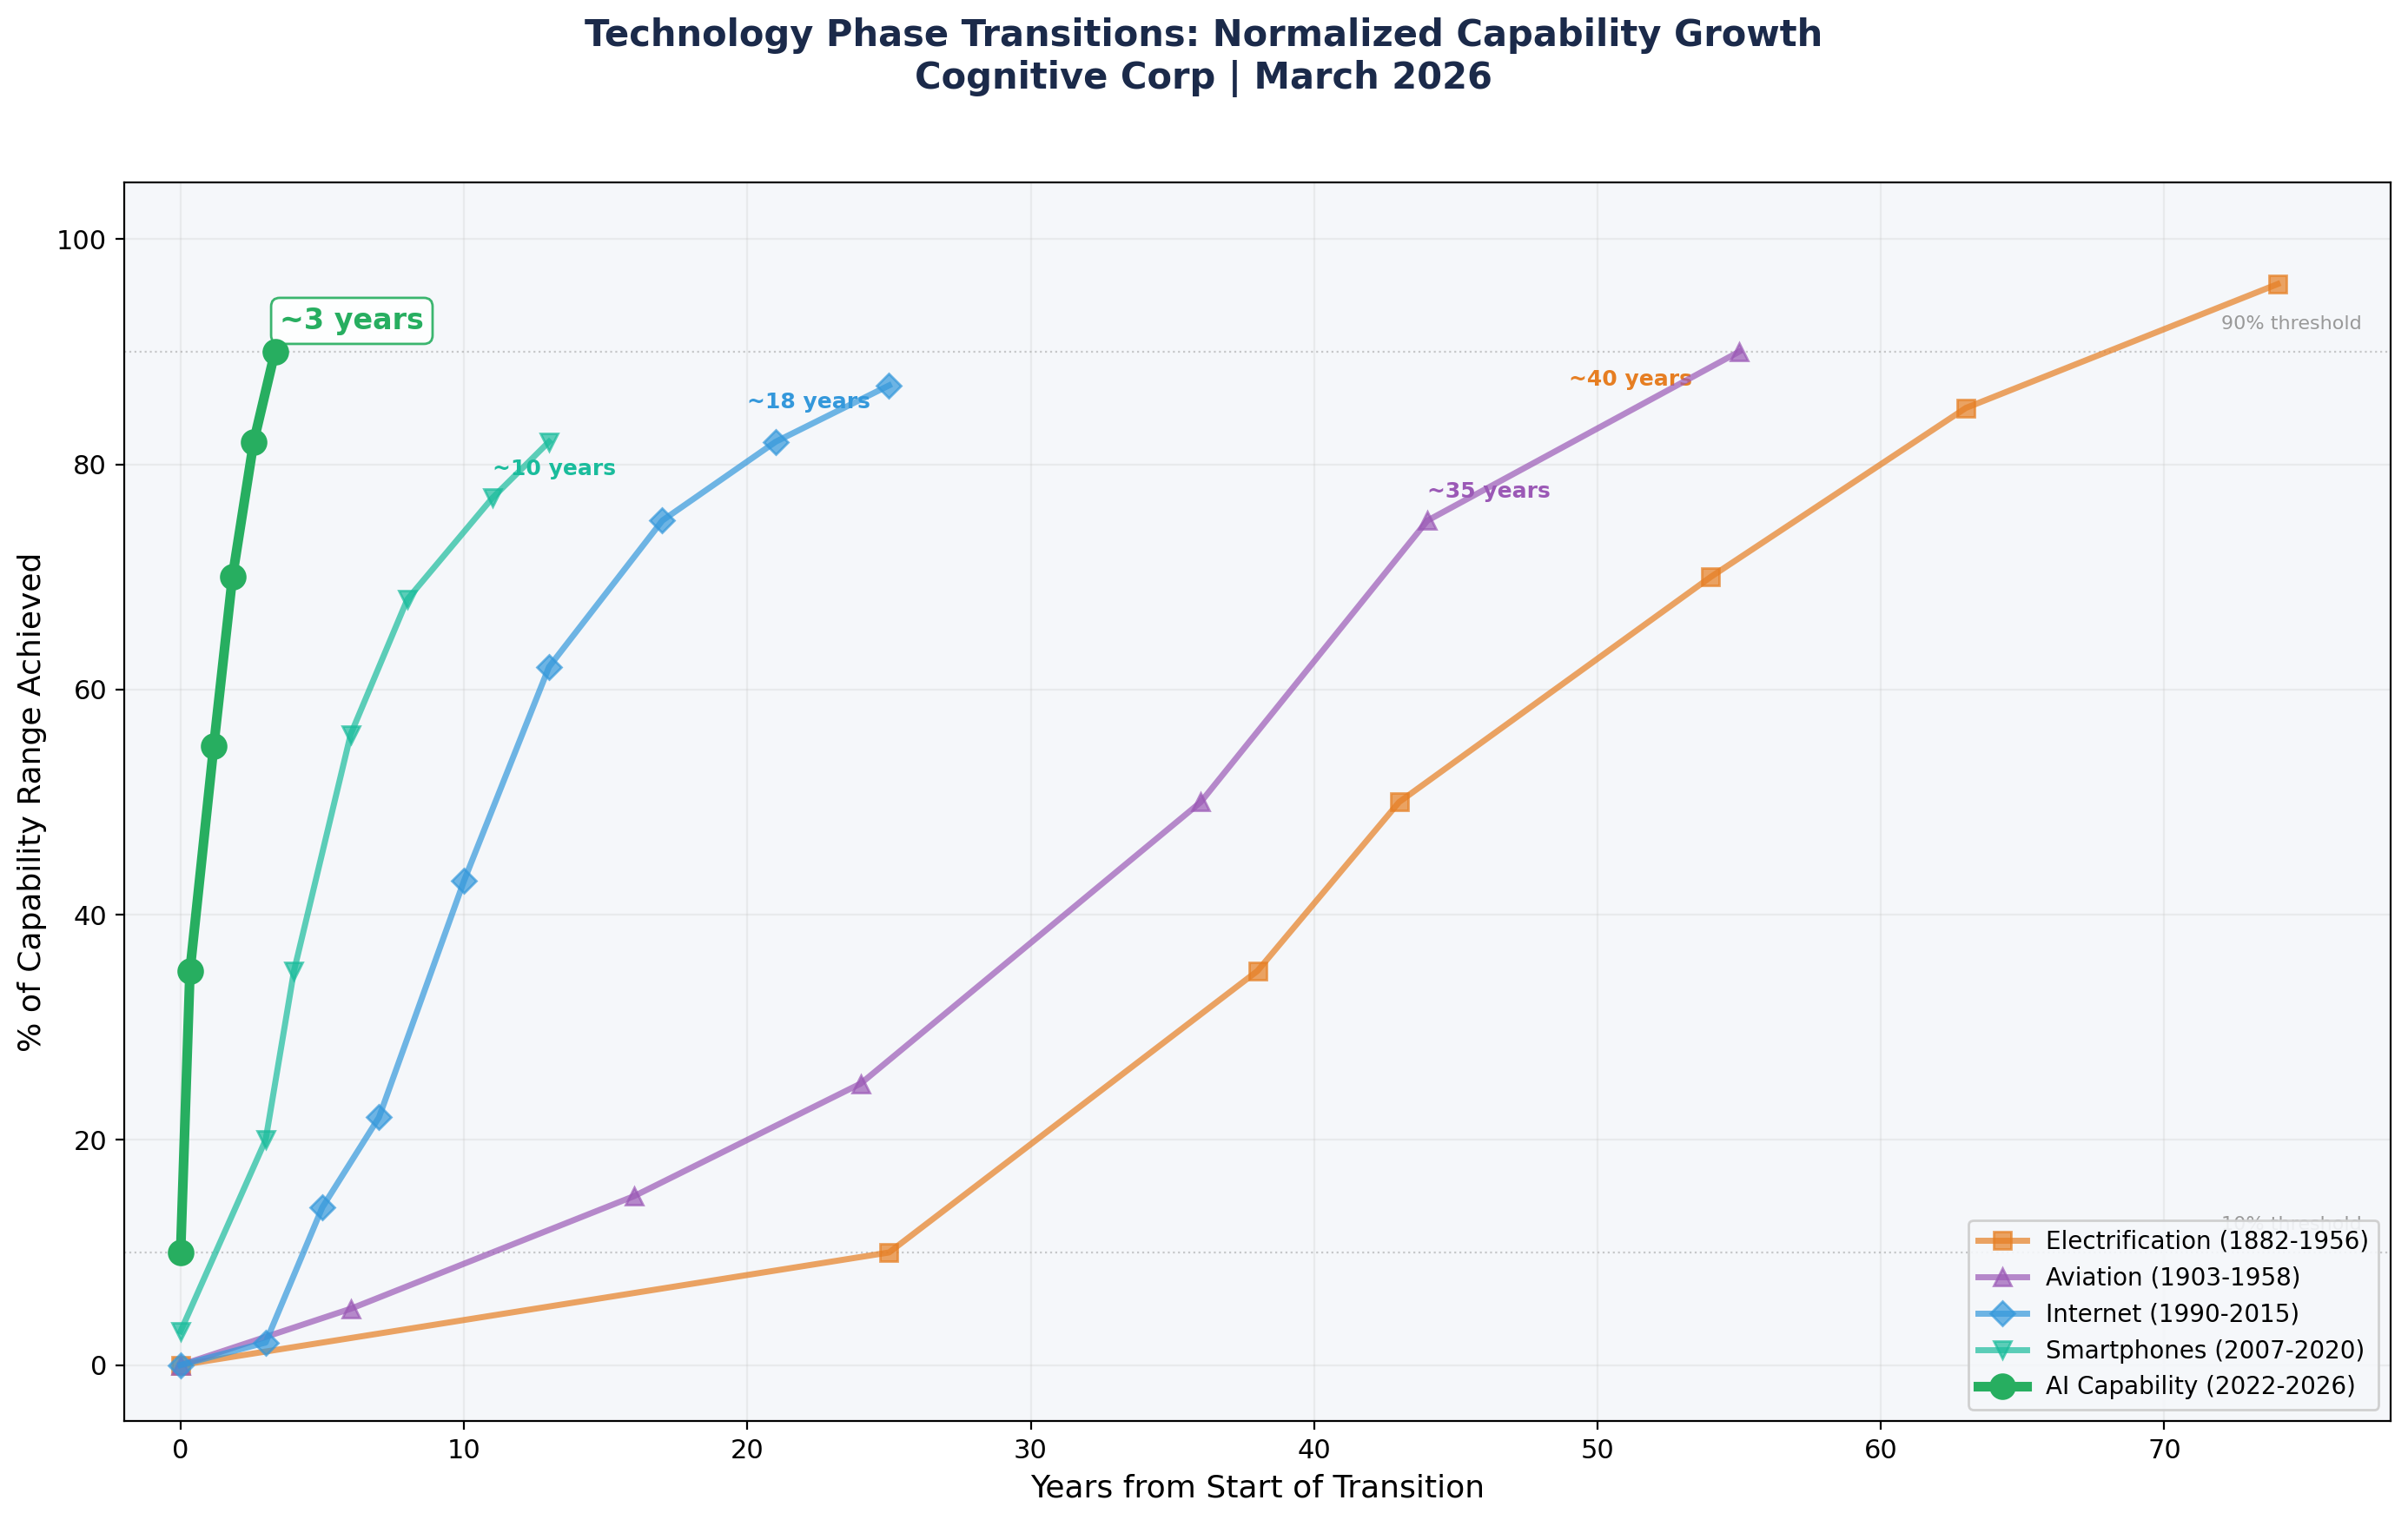 Technology Phase Transitions: Normalized Capability Growth
Cognitive Corp | March 2026
% of Capability Range Achieved
100
80
60
40
20
0
~3 years
90% threshold
~40 years
~18 years
~10 years
~35 years
10% threshold
Electrification (1882-1956)
Aviation (1903-1958)
Internet (1990-2015)
Smartphones (2007-2020)
AI Capability (2022-2026)
0 10 20 30 40 50 60 70
Years from Start of Transition